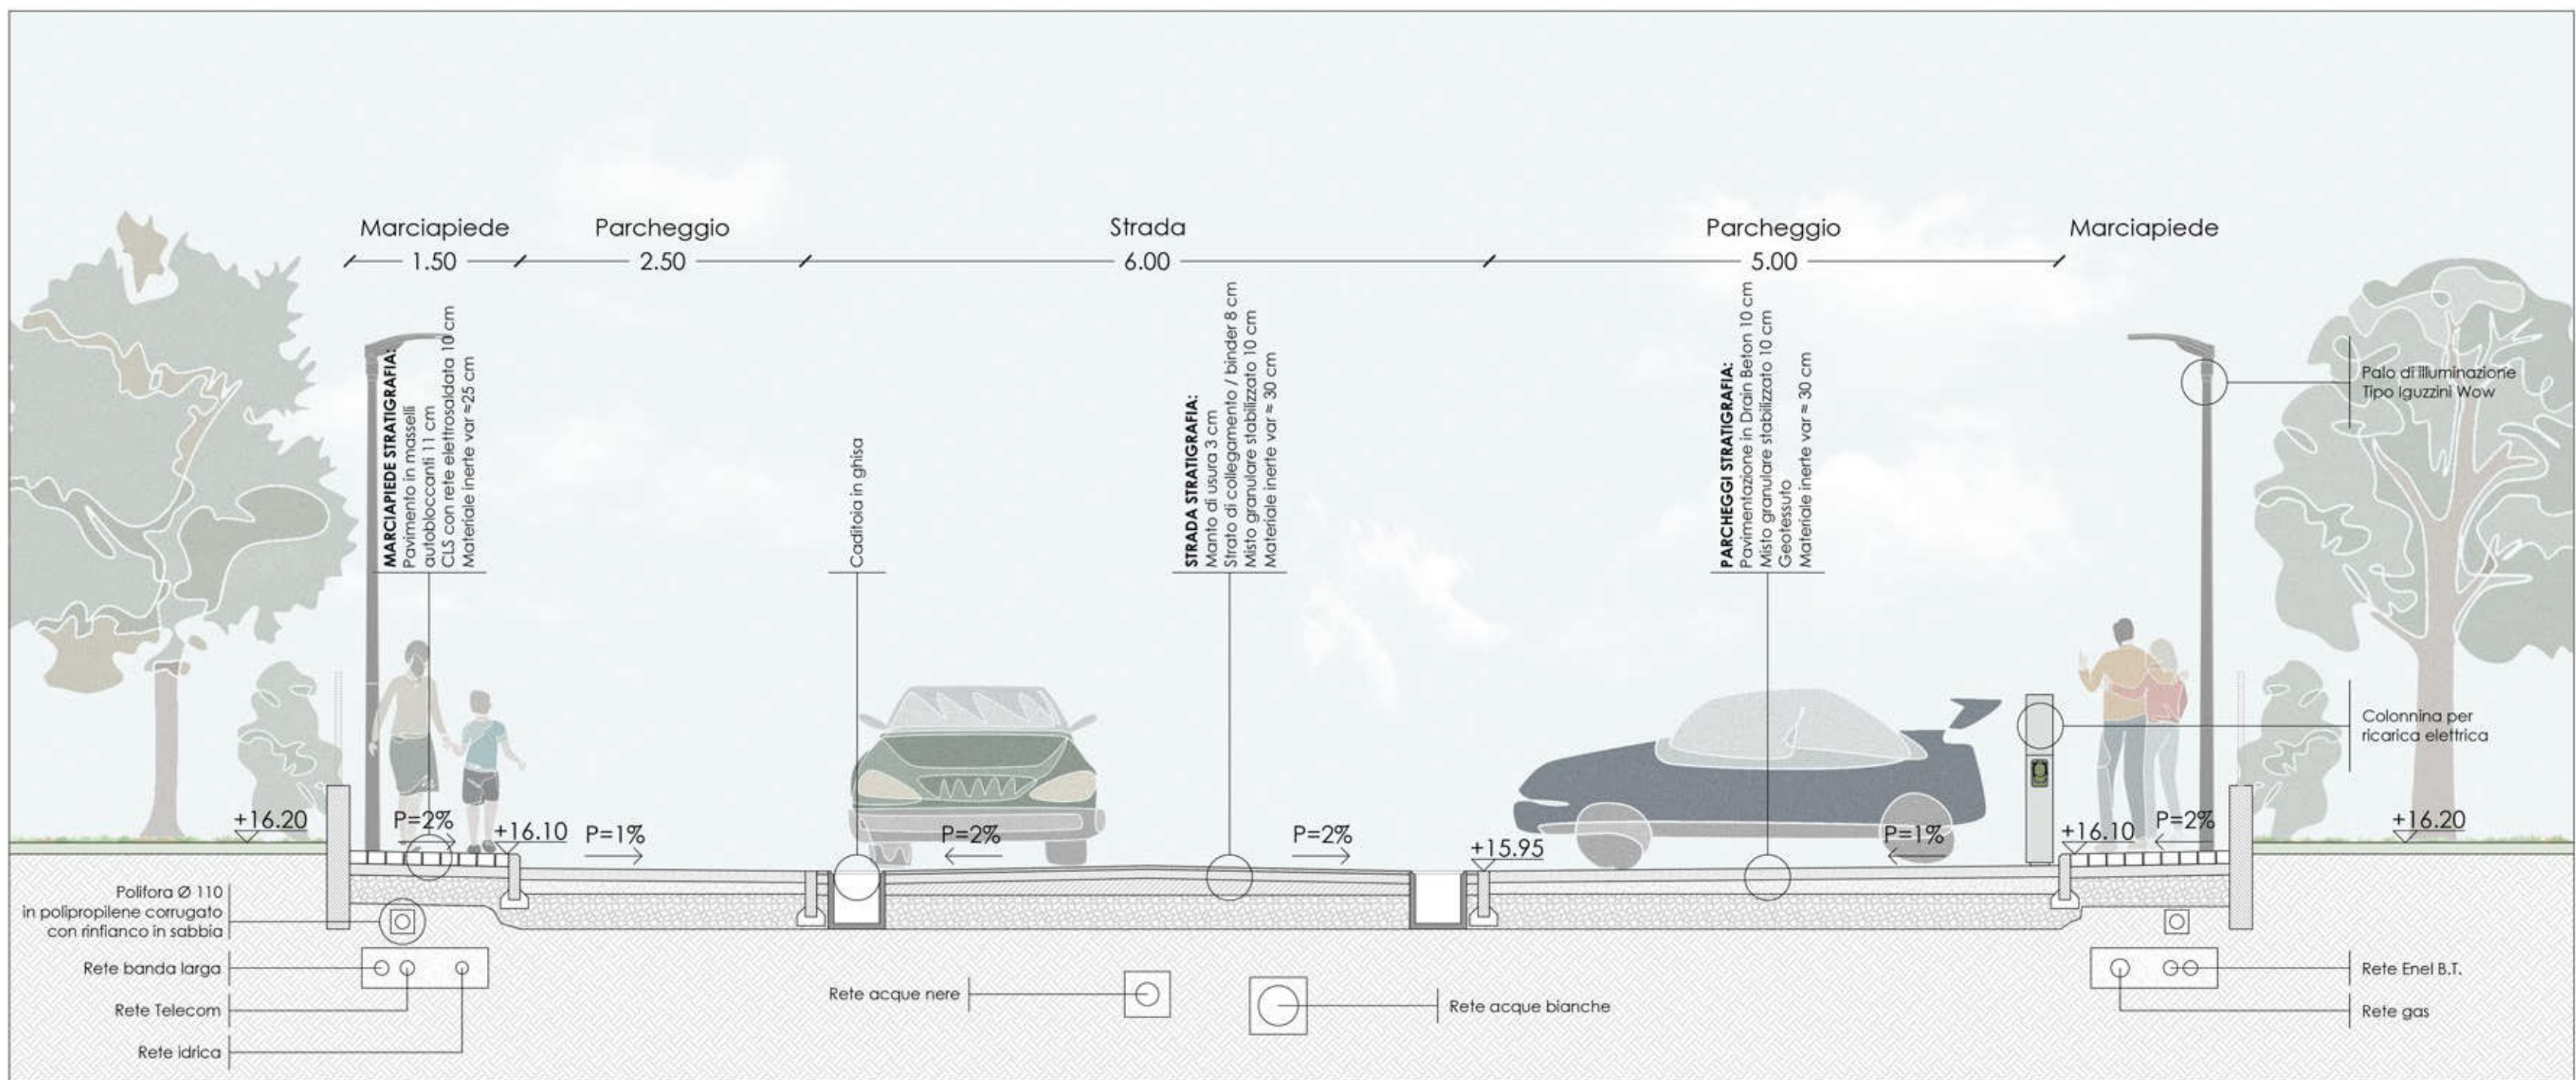 Marciapiede
Parcheggio
Strada
Parcheggio
Marciapiede
1.50
2.50
6.00
5.00
MARCIAPIEDE STRATIGRAFIA:
Pavimento in masselli
autobloccanti 11 cm
CLS con rete elettrosaldata 10 cm
Materiale inerte var ≈25 cm
Caditoia in ghisa
STRADA STRATIGRAFIA:
Manto di usura 3 cm
Strato di collegamento / binder 8 cm
Misto granulare stabilizzato 10 cm
Materiale inerte var ≈ 30 cm
PARCHEGGI STRATIGRAFIA:
Pavimentazione in Drain Beton 10 cm
Misto granulare stabilizzato 10 cm
Geotessuto
Materiale inerte var ≈ 30 cm
Palo di illuminazione
Tipo Iguzzini Wow
Colonnina per
ricarica elettrica
+16.20
P=2%
+16.10
P=1%
P=2%
P=2%
+15.95
P=1%
+16.10
P=2%
+16.20
Polifora Ø 110
in polipropilene corrugato
con rinfianco in sabbia
Rete banda larga
Rete Telecom
Rete idrica
Rete acque nere
Rete acque bianche
Rete Enel B.T.
Rete gas